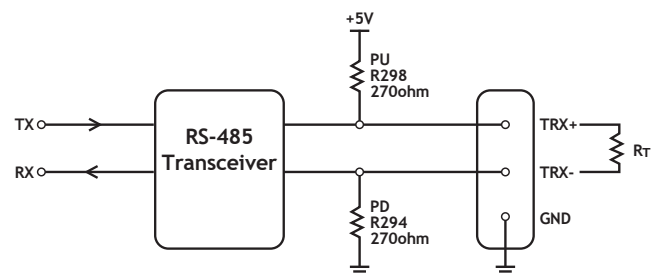 +5V
PU
R298
270ohm
TX
RS-485
Transceiver
TRX+
RT
RX
TRX-
PD
R294
270ohm
GND